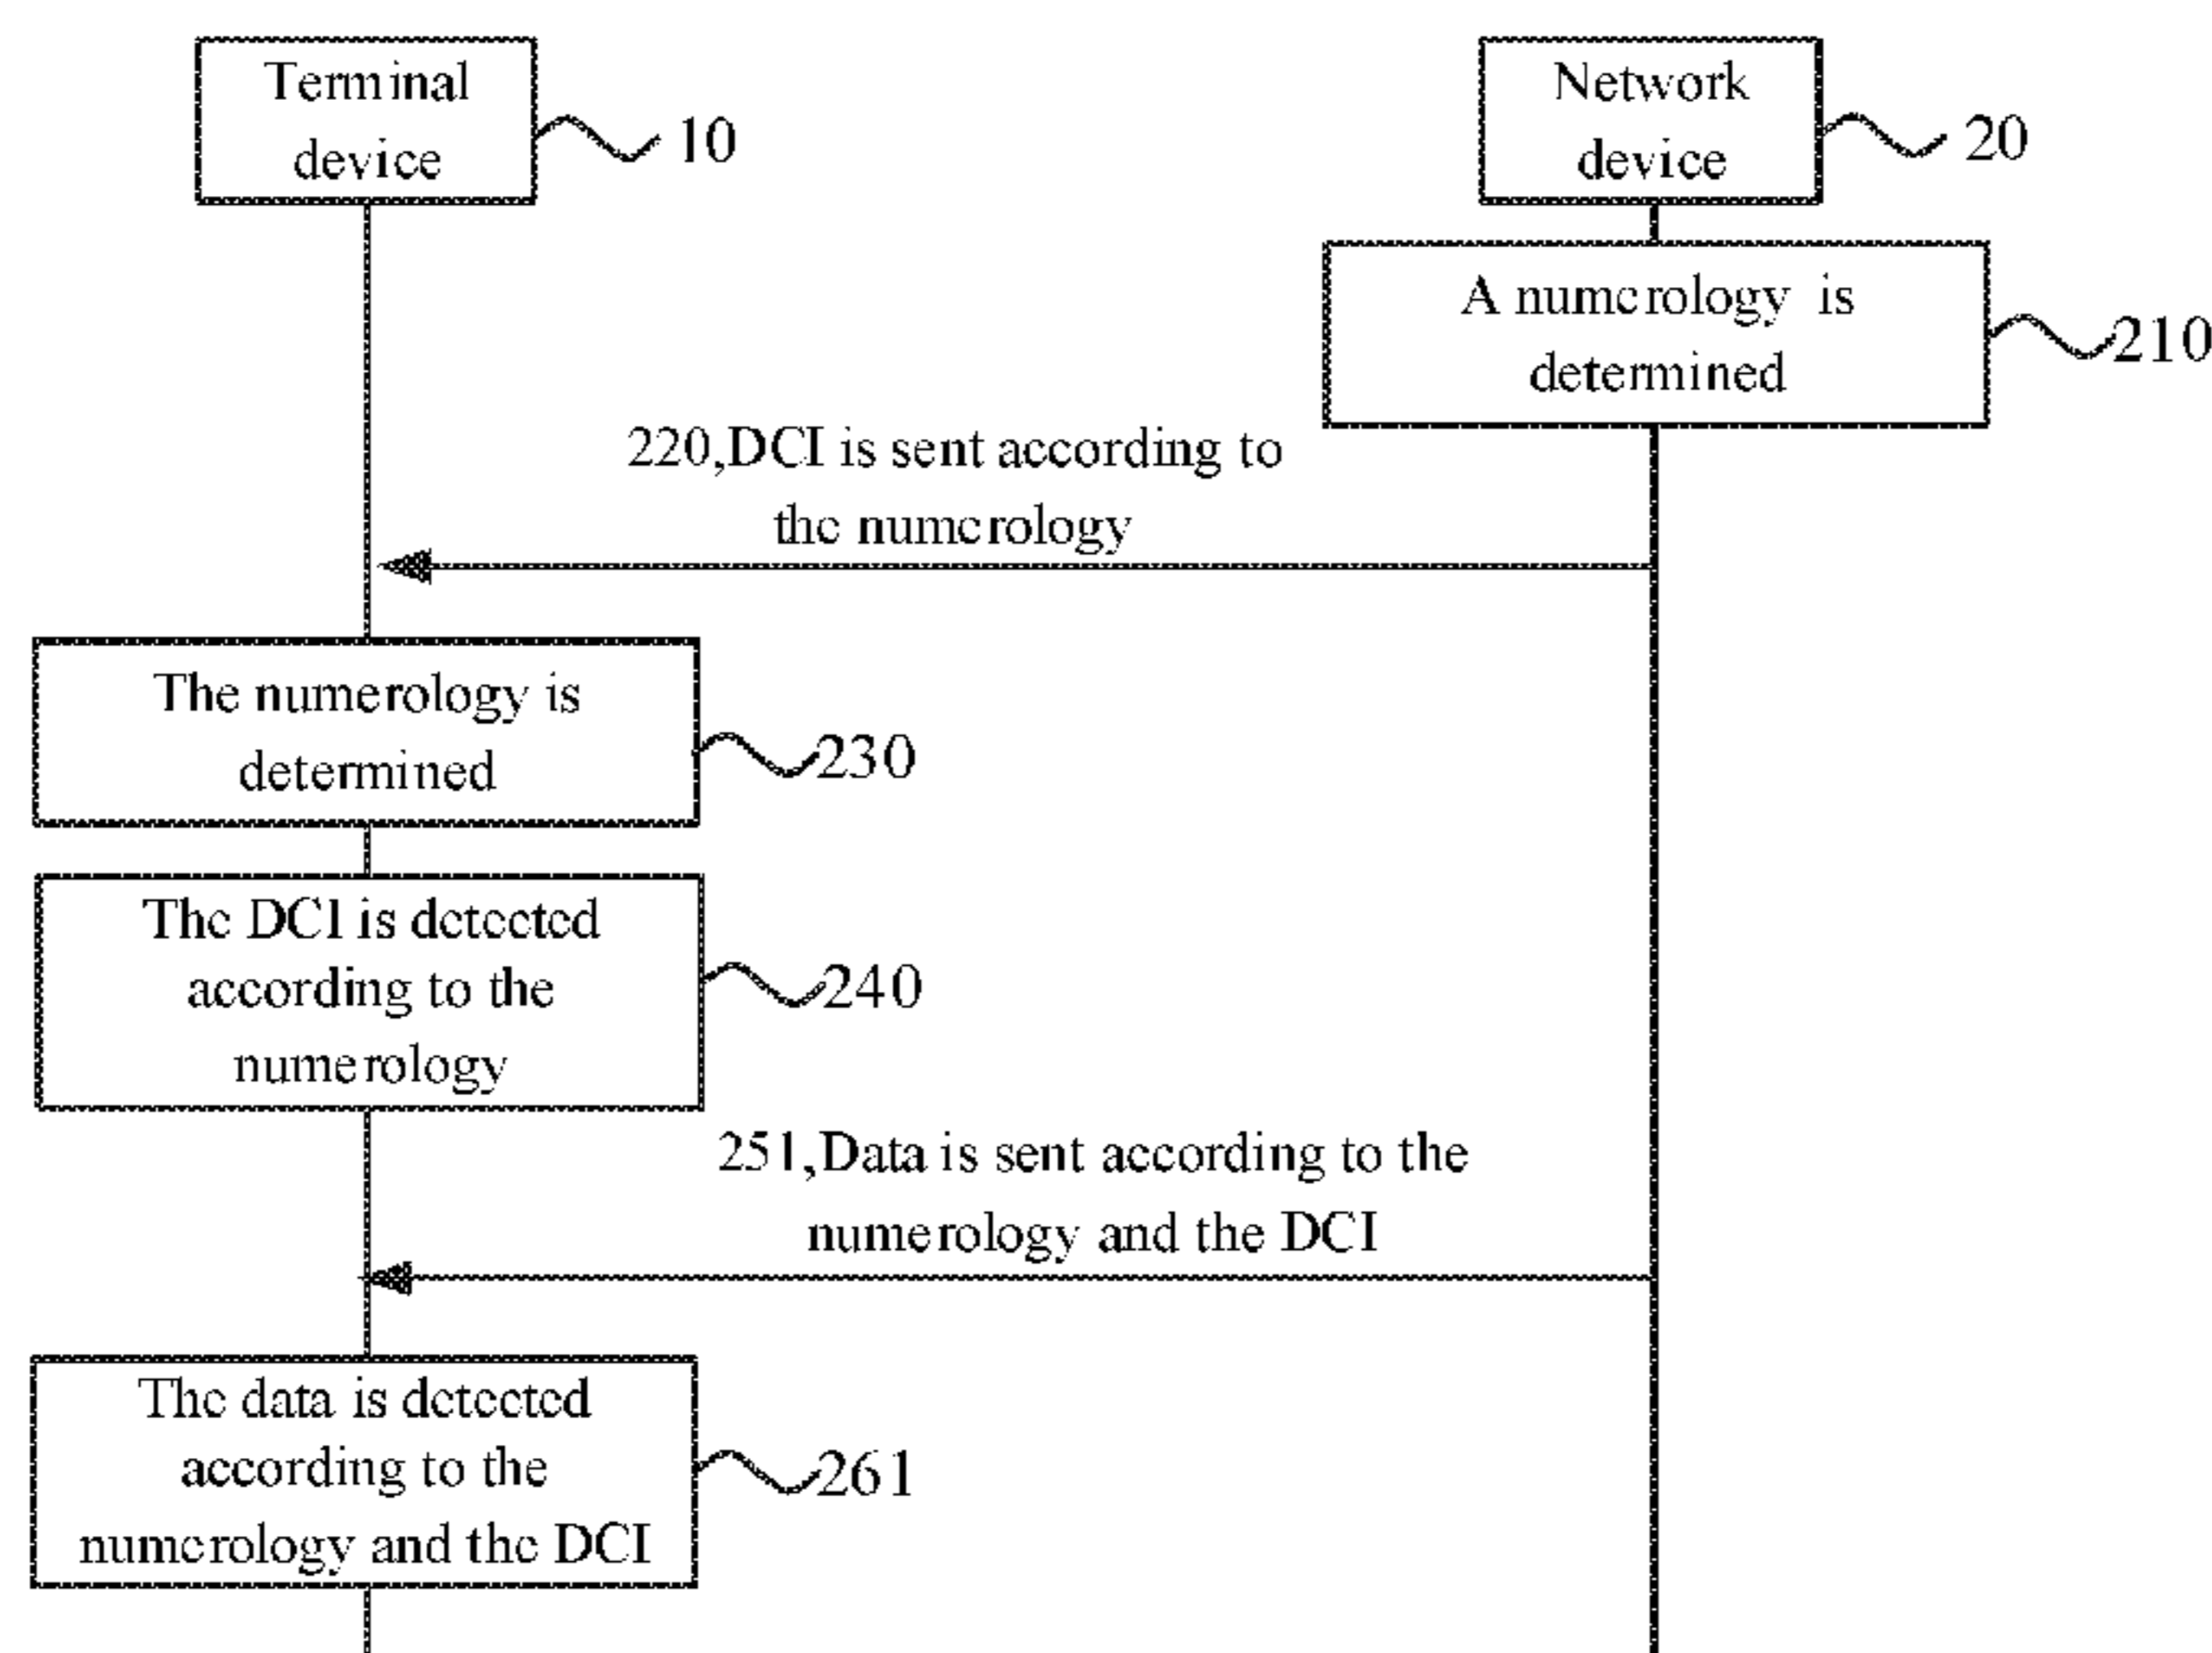 Terminal
device
10
Network
device
20
A numerology is
determined
210
220,DCI is sent according to
the numerology
The numerology is
determined
230
The DCI is detected
according to the
numerology
240
251,Data is sent according to the
numerology and the DCI
The data is detected
according to the
numerology and the DCI
261